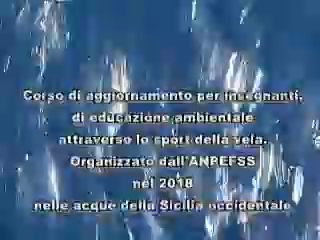 Corso di aggiornamento per insegnanti,
di educazione ambientale
attraverso lo sport della vela.
Organizzato dall'ANPEFSS
nel 2018
nelle acque della Sicilia occidentale